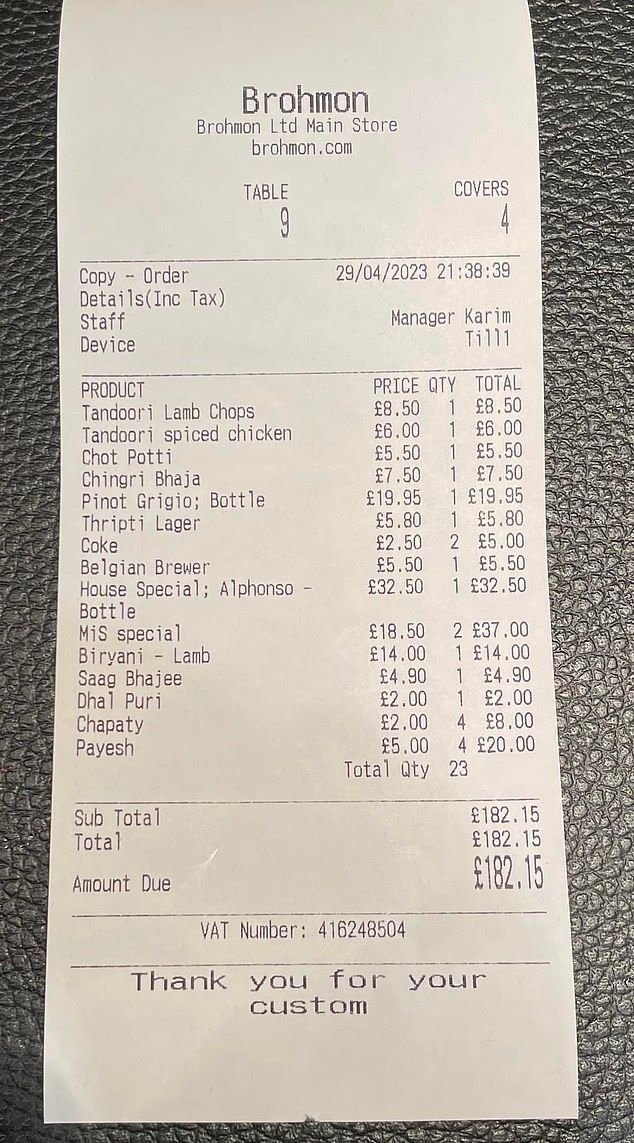 Brohmon
Brohmon Ltd Main Store
brohmon.com
TABLE COVERS
9 4
Copy - Order 29/04/2023 21:38:39
Details(Inc Tax)
Staff Manager Karim
Device Till1
PRODUCT PRICE QTY TOTAL
Tandoori Lamb Chops £8.50 1 £8.50
Tandoori spiced chicken £6.00 1 £6.00
Chot Potti £5.50 1 £5.50
Chingri Bhaja £7.50 1 £7.50
Pinot Grigio; Bottle £19.95 1 £19.95
Thripti Lager £5.80 1 £5.80
Coke £2.50 2 £5.00
Belgian Brewer £5.50 1 £5.50
House Special; Alphonso - £32.50 1 £32.50
Bottle
MiS special £18.50 2 £37.00
Biryani - Lamb £14.00 1 £14.00
Saag Bhajee £4.90 1 £4.90
Dhal Puri £2.00 1 £2.00
Chapaty £2.00 4 £8.00
Payesh £5.00 4 £20.00
Total Qty 23
Sub Total £182.15
Total £182.15
Amount Due £182.15
VAT Number: 416248504
Thank you for your
custom